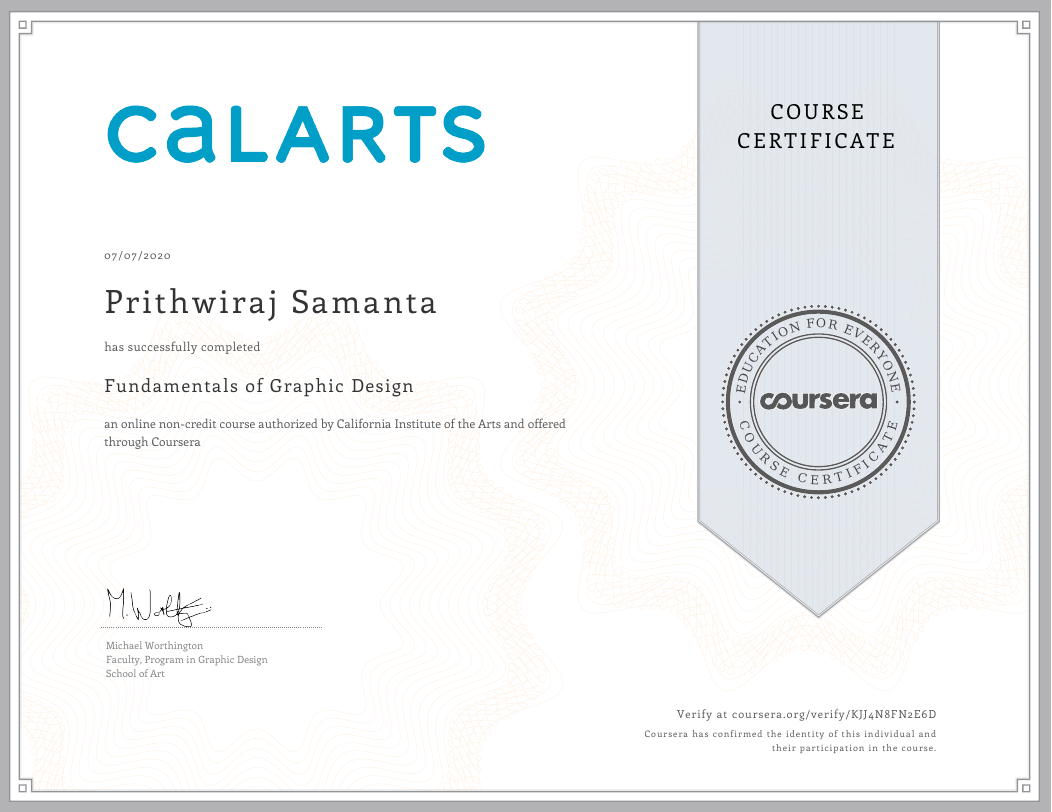 CALARTS
COURSE
CERTIFICATE
07/07/2020
Prithwiraj Samanta
has successfully completed
Fundamentals of Graphic Design
an online non-credit course authorized by California Institute of the Arts and offered
through Coursera
EDUCATION FOR EVERYONE
coursera
COURSE CERTIFICATE
M. Worth
Michael Worthington
Faculty, Program in Graphic Design
School of Art
Verify at coursera.org/verify/KJJ4N8FN2E6D
Coursera has confirmed the identity of this individual and
their participation in the course.